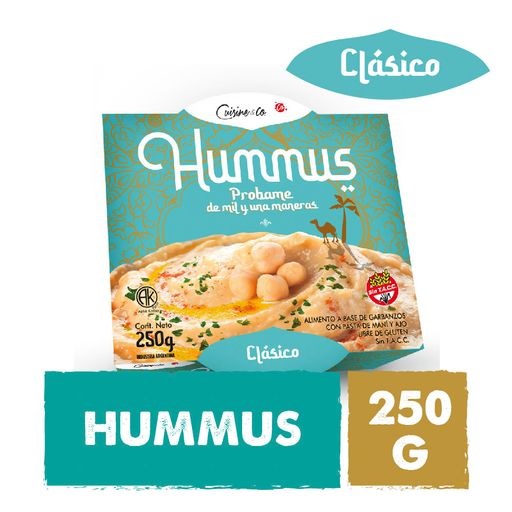 Clásico
Cuisine & Co
Hummus
Probame
de mil y una maneras
Sin T.A.C.C.
AK
Cont. Neto
250g
INDUSTRIA ARGENTINA
ALIMENTO A BASE DE GARBANZOS
CON PASTA DE MANÍ Y AJO
LIBRE DE GLUTEN
Sin T.A.C.C.
Clásico
HUMMUS
250
G